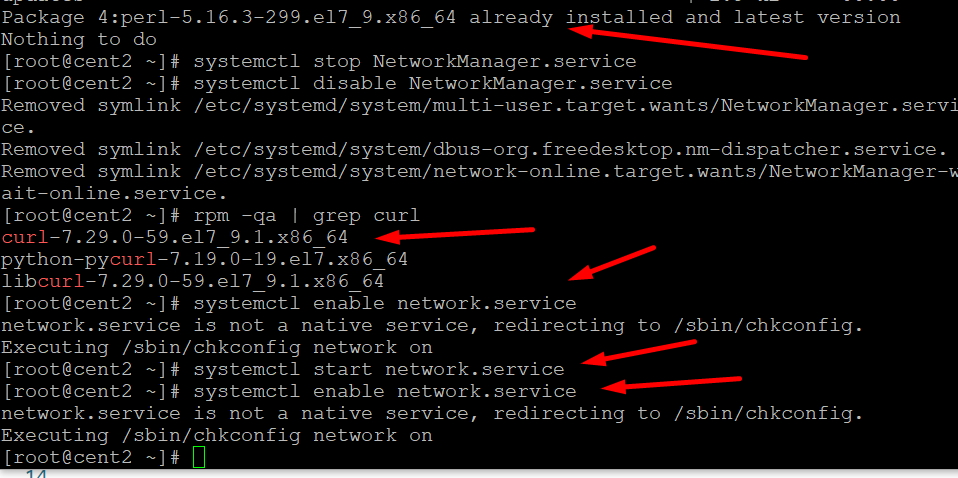 Package 4:perl-5.16.3-299.el7_9.x86_64 already installed and latest version
Nothing to do
[root@cent2 ~]# systemctl stop NetworkManager.service
[root@cent2 ~]# systemctl disable NetworkManager.service
Removed symlink /etc/systemd/system/multi-user.target.wants/NetworkManager.servi
ce.
Removed symlink /etc/systemd/system/dbus-org.freedesktop.nm-dispatcher.service.
Removed symlink /etc/systemd/system/network-online.target.wants/NetworkManager-w
ait-online.service.
[root@cent2 ~]# rpm -qa | grep curl
curl-7.29.0-59.el7_9.1.x86_64
python-pycurl-7.19.0-19.el7.x86_64
libcurl-7.29.0-59.el7_9.1.x86_64
[root@cent2 ~]# systemctl enable network.service
network.service is not a native service, redirecting to /sbin/chkconfig.
Executing /sbin/chkconfig network on
[root@cent2 ~]# systemctl start network.service
[root@cent2 ~]# systemctl enable network.service
network.service is not a native service, redirecting to /sbin/chkconfig.
Executing /sbin/chkconfig network on
[root@cent2 ~]#